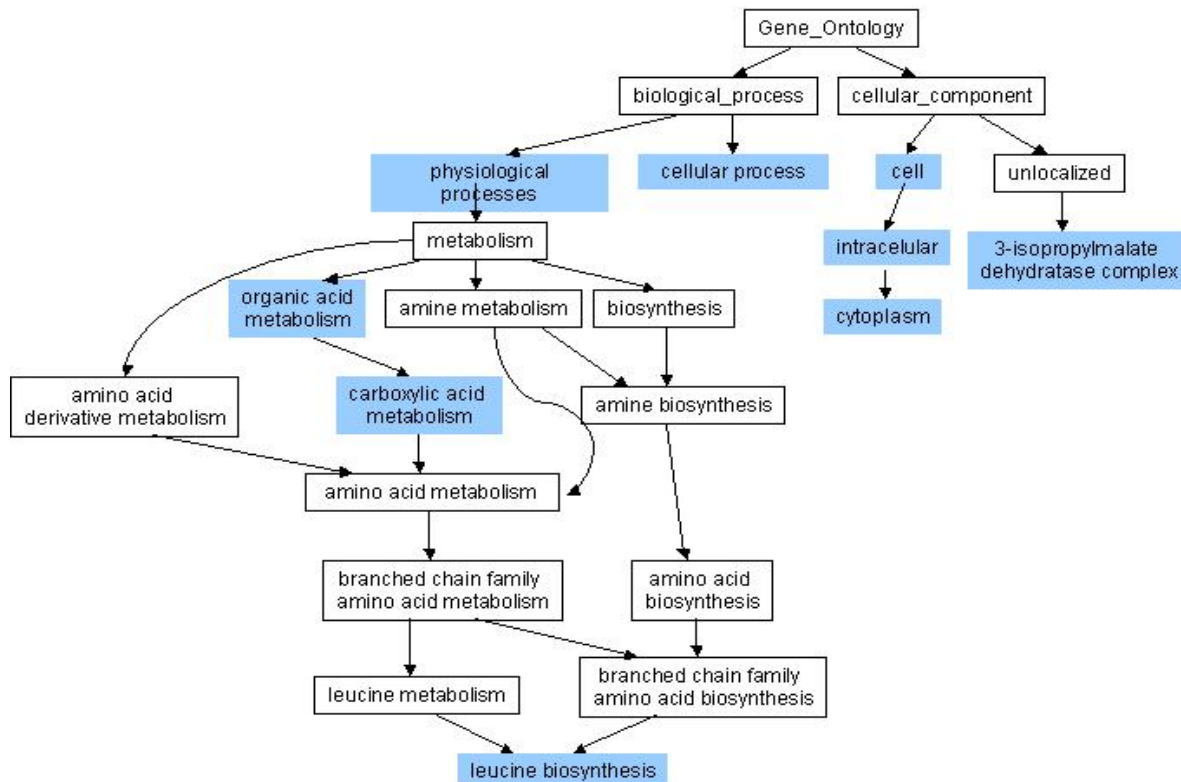 Gene_Ontology
biological_process
cellular_component
physiological
processes
cellular process
cell
unlocalized
metabolism
intracelular
3-isopropylmalate
dehydratase complex
organic acid
metabolism
amine metabolism
biosynthesis
cytoplasm
amino acid
derivative metabolism
carboxylic acid
metabolism
amine biosynthesis
amino acid metabolism
branched chain family
amino acid metabolism
amino acid
biosynthesis
leucine metabolism
branched chain family
amino acid biosynthesis
leucine biosynthesis